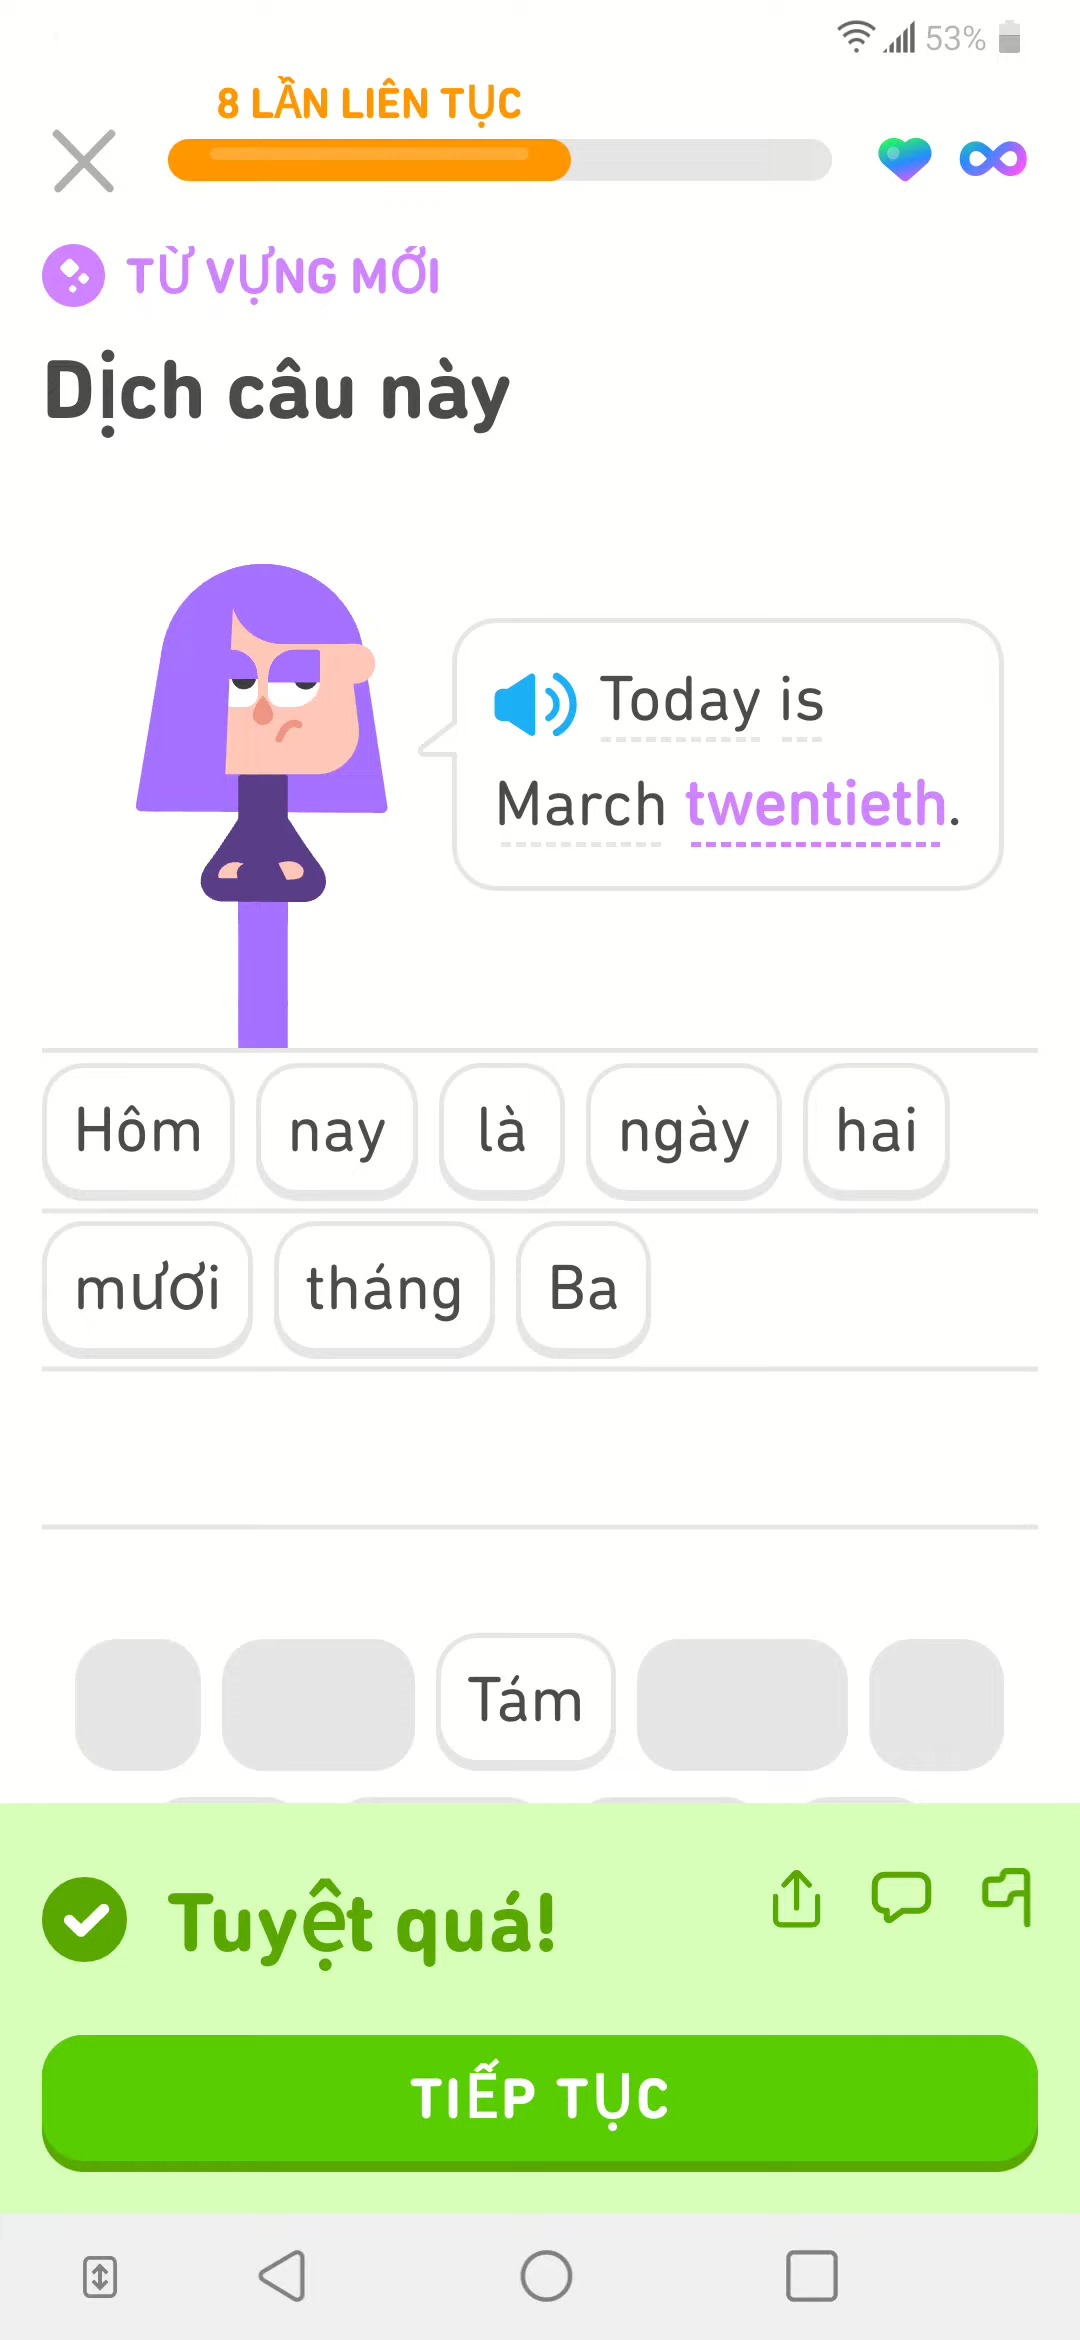 53%
8 LẦN LIÊN TỤC
TỪ VỰNG MỚI
Dịch câu này
Today is
March twentieth.
Hôm nay là ngày hai
mươi tháng Ba
Tám
Tuyệt quá!
TIẾP TỤC